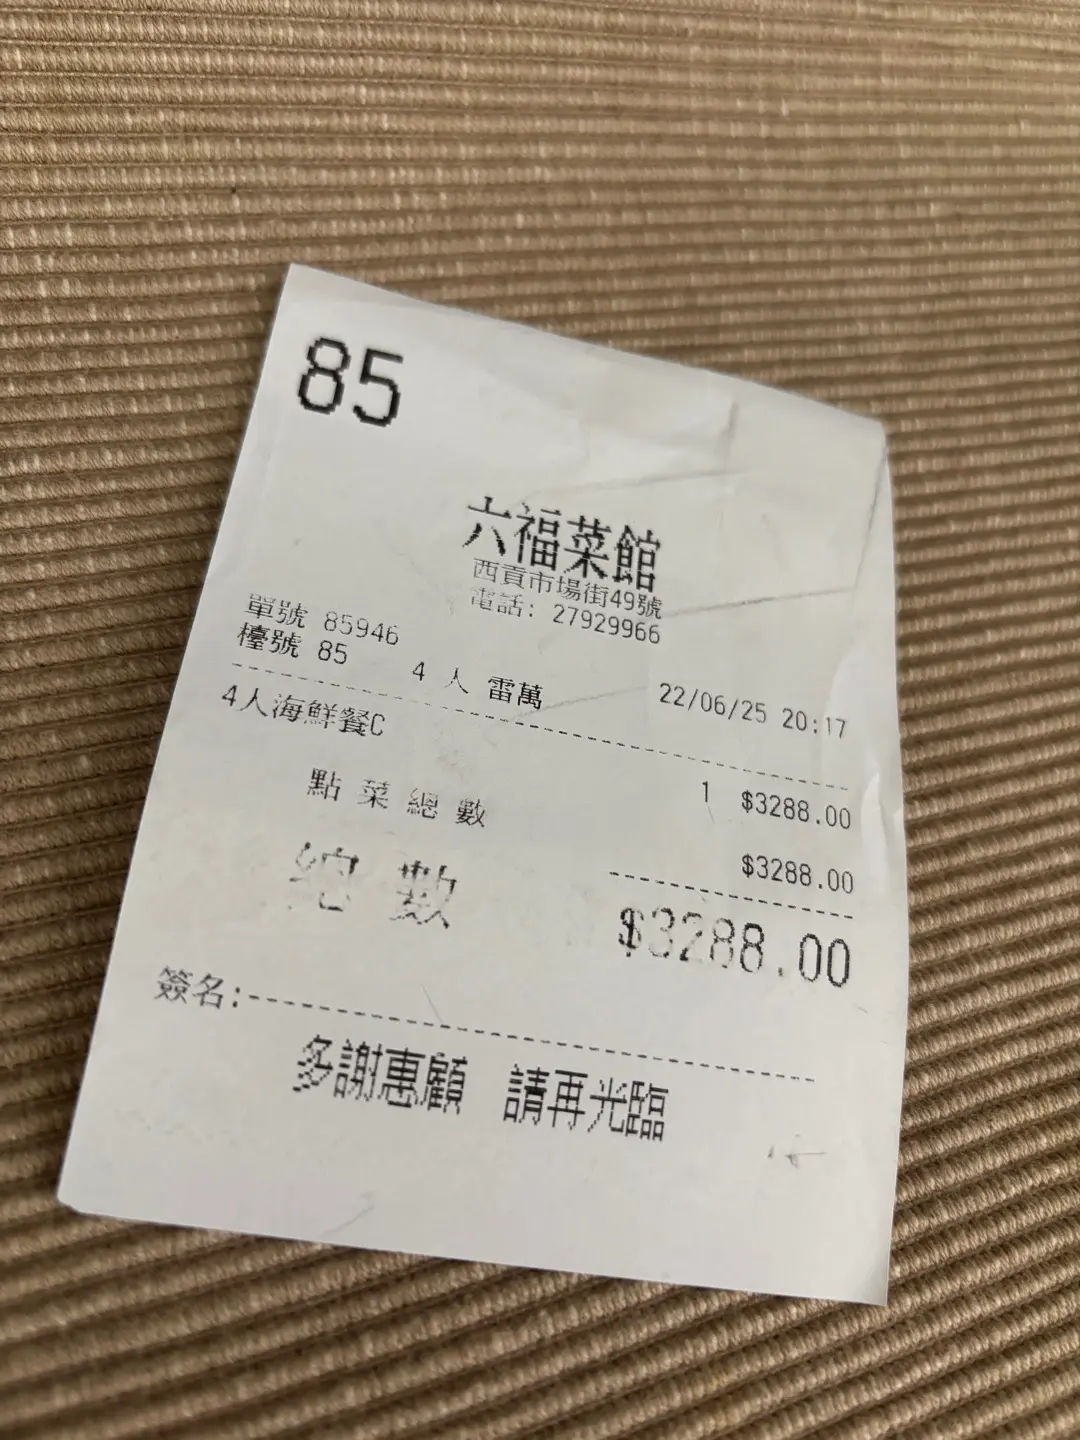 85
六福菜館
西貢市場街49號
電話: 27929966
單號 85946
檯號 85 4 人 雷萬 22/06/25 20:17
4人海鮮餐C 1 $3288.00
點菜總數 $3288.00
總數 $3288.00
簽名:
多謝惠顧 請再光臨